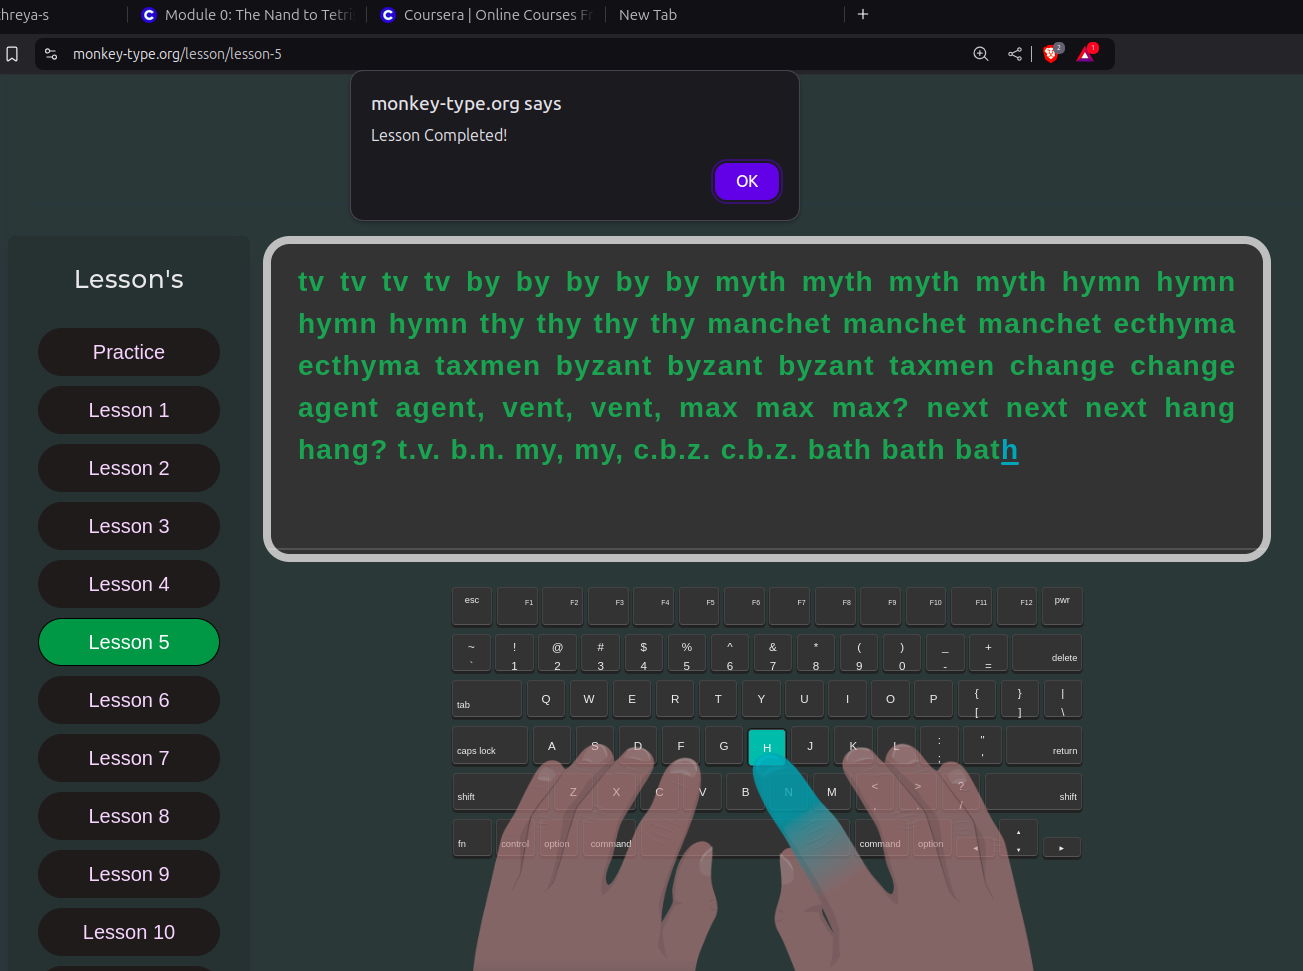 hreya-s
Module 0: The Nand to Tetris
Coursera | Online Courses Fr
New Tab
+
monkey-type.org/lesson/lesson-5
2
1
monkey-type.org says
Lesson Completed!
OK
Lesson's
Practice
Lesson 1
Lesson 2
Lesson 3
Lesson 4
Lesson 5
Lesson 6
Lesson 7
Lesson 8
Lesson 9
Lesson 10
tv tv tv tv by by by by by myth myth myth myth hymn hymn
hymn hymn thy thy thy thy manchet manchet manchet ecthyma
ecthyma taxmen byzant byzant byzant taxmen change change
agent agent, vent, vent, max max max? next next next hang
hang? t.v. b.n. my, my, c.b.z. c.b.z. bath bath bath
esc F1 F2 F3 F4 F5 F6 F7 F8 F9 F10 F11 F12 pwr
~ ! @ # $ % ^ & * ( ) _ +
` 1 2 3 4 5 6 7 8 9 0 - = delete
tab Q W E R T Y U I O P { } |
[ ] \
caps lock A S D F G H J K L : "
; ' return
shift Z X C V B N M < > ? shift
, . /
fn control option command command option ◄ ▲ ▼ ►